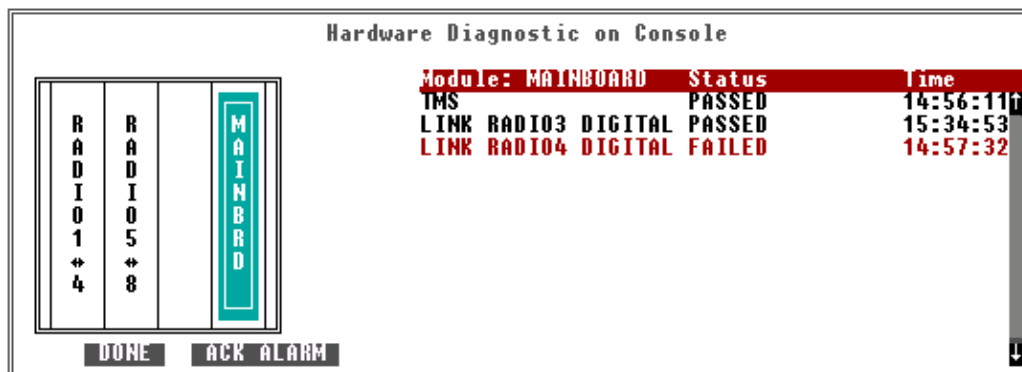 Hardware Diagnostic on Console
Module: MAINBOARD Status Time
TMS PASSED 14:56:11
LINK RADIO3 DIGITAL PASSED 15:34:53
LINK RADIO4 DIGITAL FAILED 14:57:32
RADIO1↔4
RADIO5↔8
MAINBRD
DONE ACK ALARM